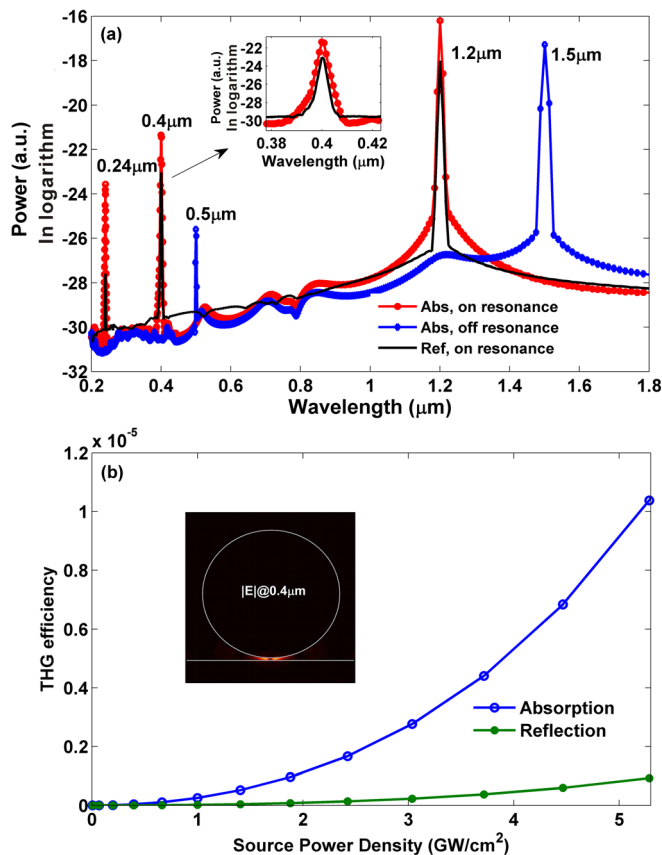 (a)
Power (a.u.)
In logarithm
-16
-18
-20
-22
-24
-26
-28
-30
-32
0.24μm
0.4μm
0.5μm
1.2μm
1.5μm
Power (a.u.)
In logarithm
-22
-24
-26
-28
-30
0.38
0.4
0.42
Wavelength (μm)
Abs, on resonance
Abs, off resonance
Ref, on resonance
0.2
0.4
0.6
0.8
1
1.2
1.4
1.6
1.8
Wavelength (μm)
x 10-5
(b)
THG efficiency
1.2
1
0.8
0.6
0.4
0.2
0
|E|@0.4μm
Absorption
Reflection
0
1
2
3
4
5
Source Power Density (GW/cm2)